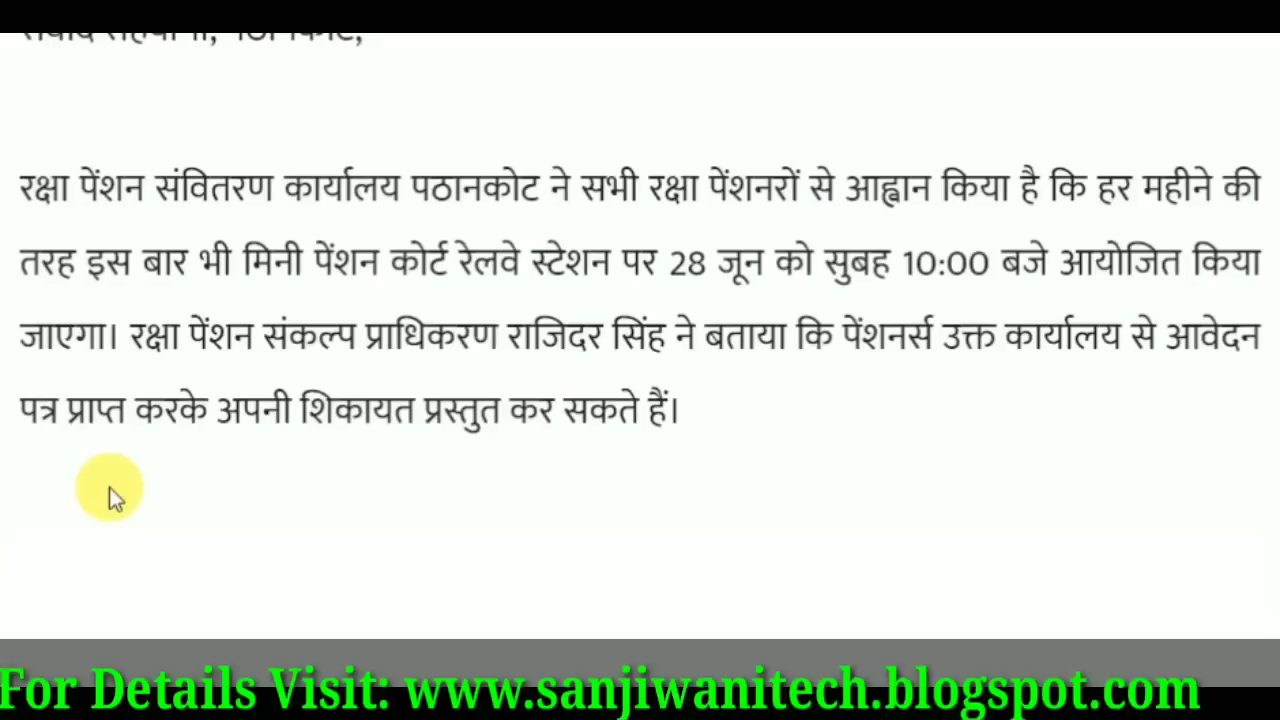 रक्षा पेंशन संवितरण कार्यालय पठानकोट ने सभी रक्षा पेंशनरों से आह्वान किया है कि हर महीने की
तरह इस बार भी मिनी पेंशन कोर्ट रेलवे स्टेशन पर 28 जून को सुबह 10:00 बजे आयोजित किया
जाएगा। रक्षा पेंशन संकल्प प्राधिकरण राजिदर सिंह ने बताया कि पेंशनर्स उक्त कार्यालय से आवेदन
पत्र प्राप्त करके अपनी शिकायत प्रस्तुत कर सकते हैं।
For Details Visit: www.sanjiwanitech.blogspot.com